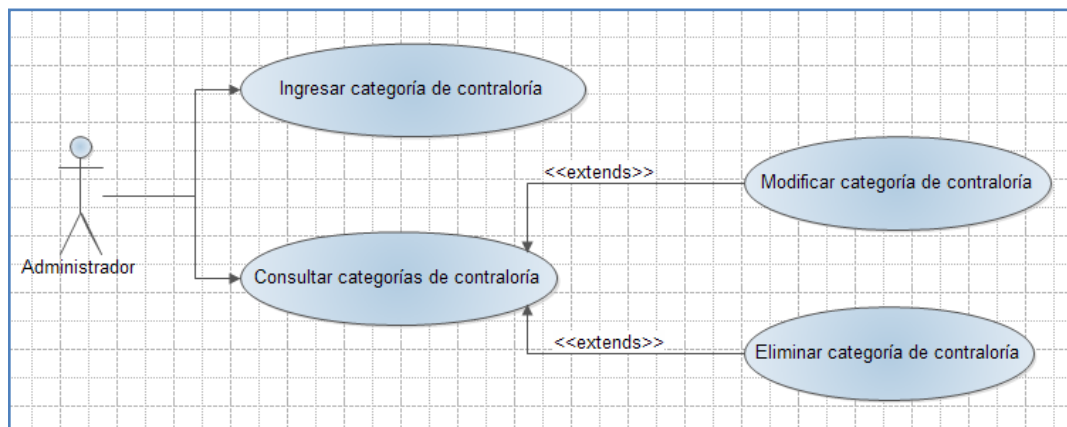 Ingresar categoría de contraloría
<<extends>>
Modificar categoría de contraloría
Administrador
Consultar categorías de contraloría
<<extends>>
Eliminar categoría de contraloría